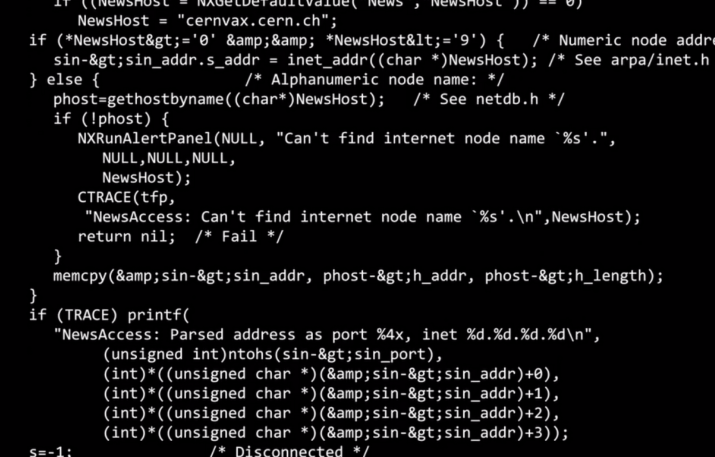 if ((NewsHost = NXGetDefaultValue("News","NewsHost")) == 0)
NewsHost = "cernvax.cern.ch";
if (*NewsHost&gt;='0' &amp;&amp; *NewsHost&lt;='9') { /* Numeric node addre
sin-&gt;sin_addr.s_addr = inet_addr((char *)NewsHost); /* See arpa/inet.h
} else { /* Alphanumeric node name: */
phost=gethostbyname((char*)NewsHost); /* See netdb.h */
if (!phost) {
NXRunAlertPanel(NULL, "Can't find internet node name `%s'.",
NULL,NULL,NULL,
NewsHost);
CTRACE(tfp,
"NewsAccess: Can't find internet node name `%s'.\n",NewsHost);
return nil; /* Fail */
}
memcpy(&amp;sin-&gt;sin_addr, phost-&gt;h_addr, phost-&gt;h_length);
}
if (TRACE) printf(
"NewsAccess: Parsed address as port %4x, inet %d.%d.%d.%d\n",
(unsigned int)ntohs(sin-&gt;sin_port),
(int)*((unsigned char *)(&amp;sin-&gt;sin_addr)+0),
(int)*((unsigned char *)(&amp;sin-&gt;sin_addr)+1),
(int)*((unsigned char *)(&amp;sin-&gt;sin_addr)+2),
(int)*((unsigned char *)(&amp;sin-&gt;sin_addr)+3));
s=-1; /* Disconnected */